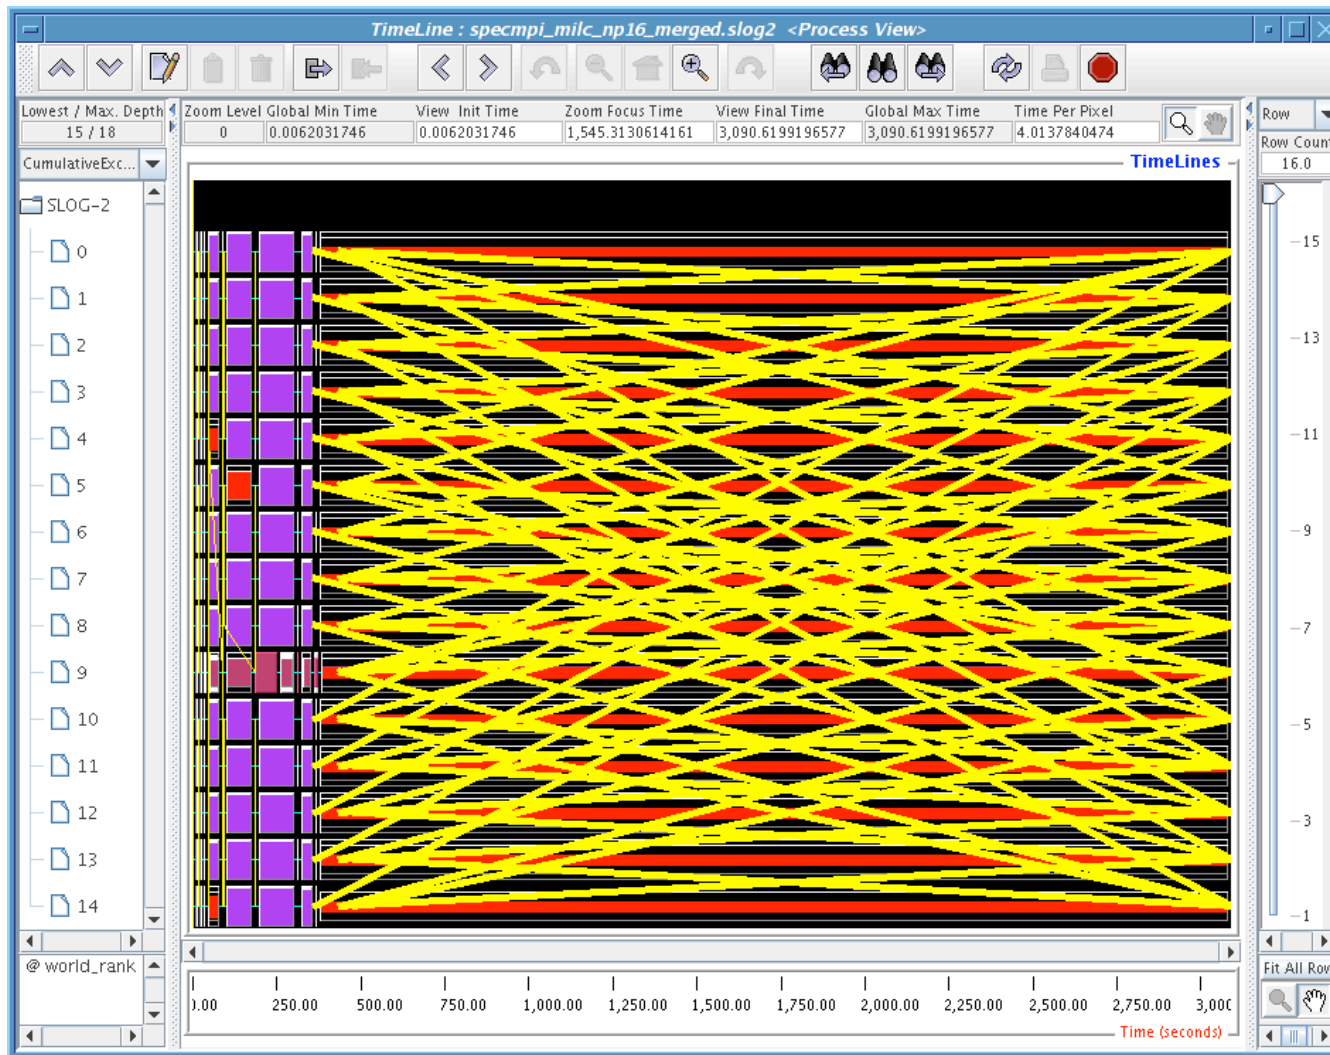 TimeLine : specmpi_milc_np16_merged.slog2 <Process View>
Lowest / Max. Depth
15 / 18
Zoom Level
0
Global Min Time
0.0062031746
View Init Time
0.0062031746
Zoom Focus Time
1,545.3130614161
View Final Time
3,090.6199196577
Global Max Time
3,090.6199196577
Time Per Pixel
4.0137840474
Row
Row Count
16.0
CumulativeExc...
TimeLines
SLOG-2
0
1
2
3
4
5
6
7
8
9
10
11
12
13
14
15
13
11
9
7
5
3
1
@ world_rank
Fit All Row
0.00 250.00 500.00 750.00 1,000.00 1,250.00 1,500.00 1,750.00 2,000.00 2,250.00 2,500.00 2,750.00 3,000
Time (seconds)